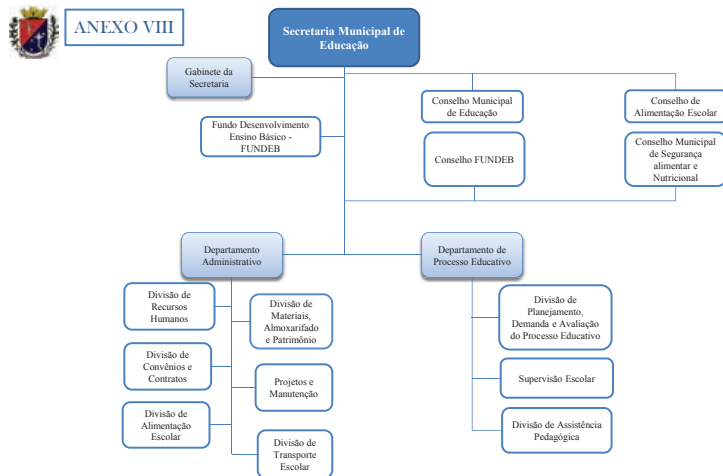 ANEXO VIII
Secretaria Municipal de
Educação
Gabinete da
Secretaria
Fundo Desenvolvimento
Ensino Básico -
FUNDEB
Conselho Municipal
de Educação
Conselho de
Alimentação Escolar
Conselho FUNDEB
Conselho Municipal
de Segurança
alimentar e
Nutricional
Departamento
Administrativo
Departamento de
Processo Educativo
Divisão de
Recursos
Humanos
Divisão de
Materiais,
Almoxarifado
e Patrimônio
Divisão de
Convênios e
Contratos
Projetos e
Manutenção
Divisão de
Alimentação
Escolar
Divisão de
Transporte
Escolar
Divisão de
Planejamento,
Demanda e Avaliação
do Processo Educativo
Supervisão Escolar
Divisão de Assistência
Pedagógica